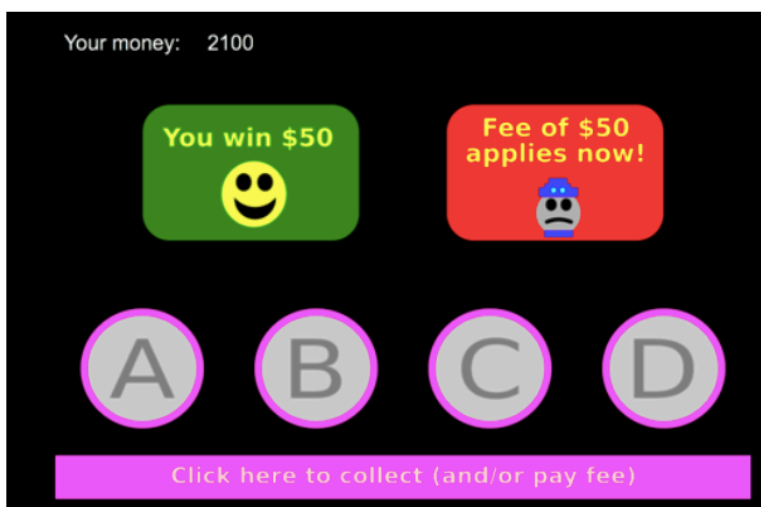 Your money: 2100
You win $50
Fee of $50
applies now!
A B C D
Click here to collect (and/or pay fee)